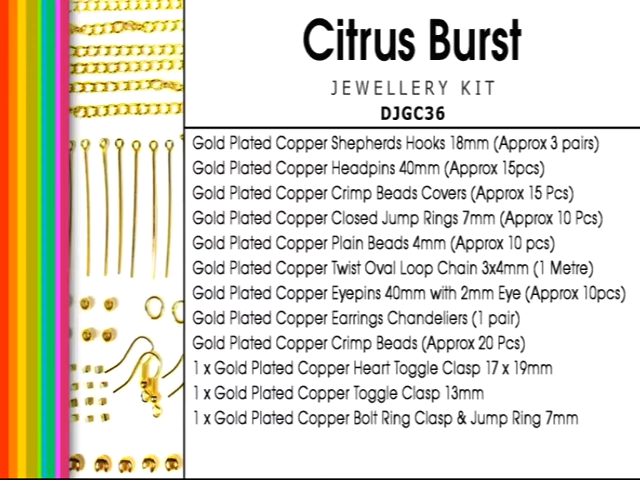 Citrus Burst
JEWELLERY KIT
DJGC36
Gold Plated Copper Shepherds Hooks 18mm (Approx 3 pairs)
Gold Plated Copper Headpins 40mm (Approx 15pcs)
Gold Plated Copper Crimp Beads Covers (Approx 15 Pcs)
Gold Plated Copper Closed Jump Rings 7mm (Approx 10 Pcs)
Gold Plated Copper Plain Beads 4mm (Approx 10 pcs)
Gold Plated Copper Twist Oval Loop Chain 3x4mm (1 Metre)
Gold Plated Copper Eyepins 40mm with 2mm Eye (Approx 10pcs)
Gold Plated Copper Earrings Chandeliers (1 pair)
Gold Plated Copper Crimp Beads (Approx 20 Pcs)
1 x Gold Plated Copper Heart Toggle Clasp 17 x 19mm
1 x Gold Plated Copper Toggle Clasp 13mm
1 x Gold Plated Copper Bolt Ring Clasp & Jump Ring 7mm